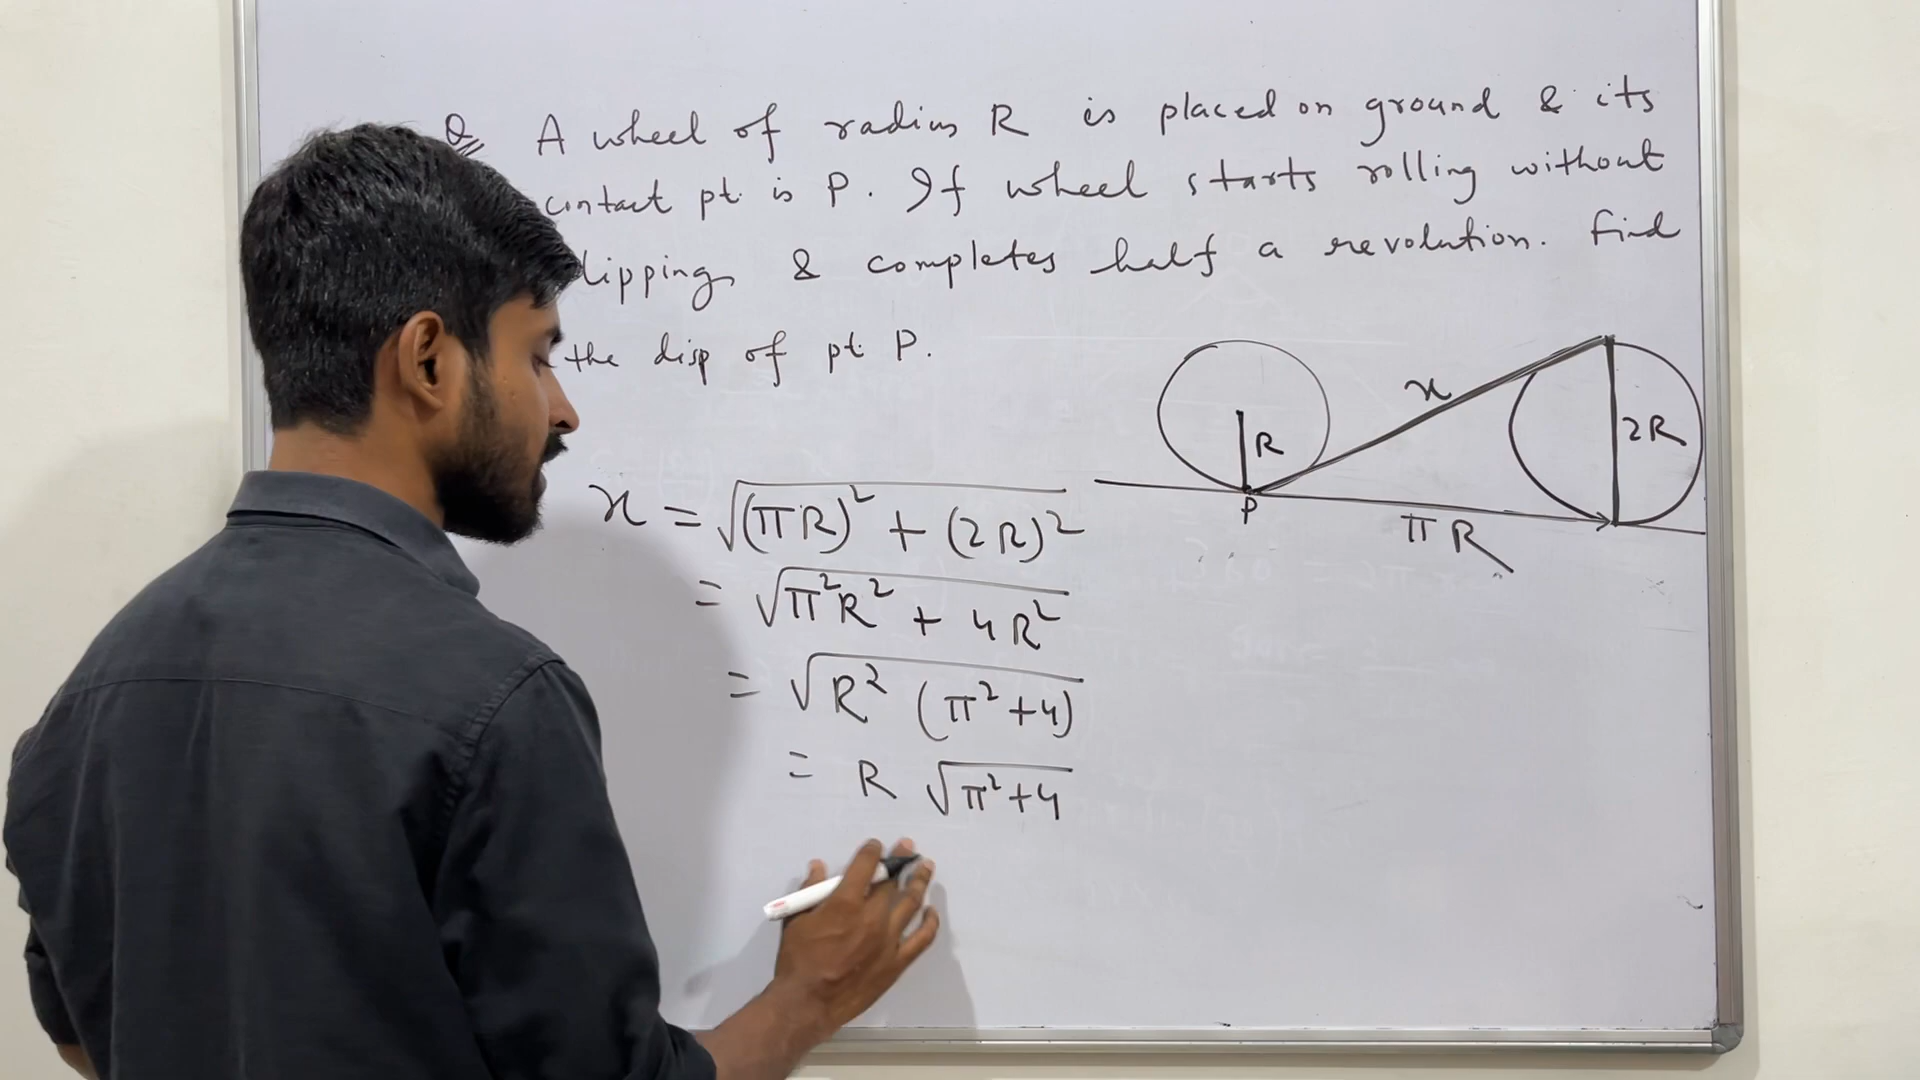 Q A wheel of radius R is placed on ground & its
contact pt. is P. If wheel starts rolling without
lipping & completes half a revolution. Find
the disp of pt. P.
x
R
2R
P
πR
x = √(πR)² + (2R)²
= √π²R² + 4R²
= √R² (π²+4)
= R √π²+4